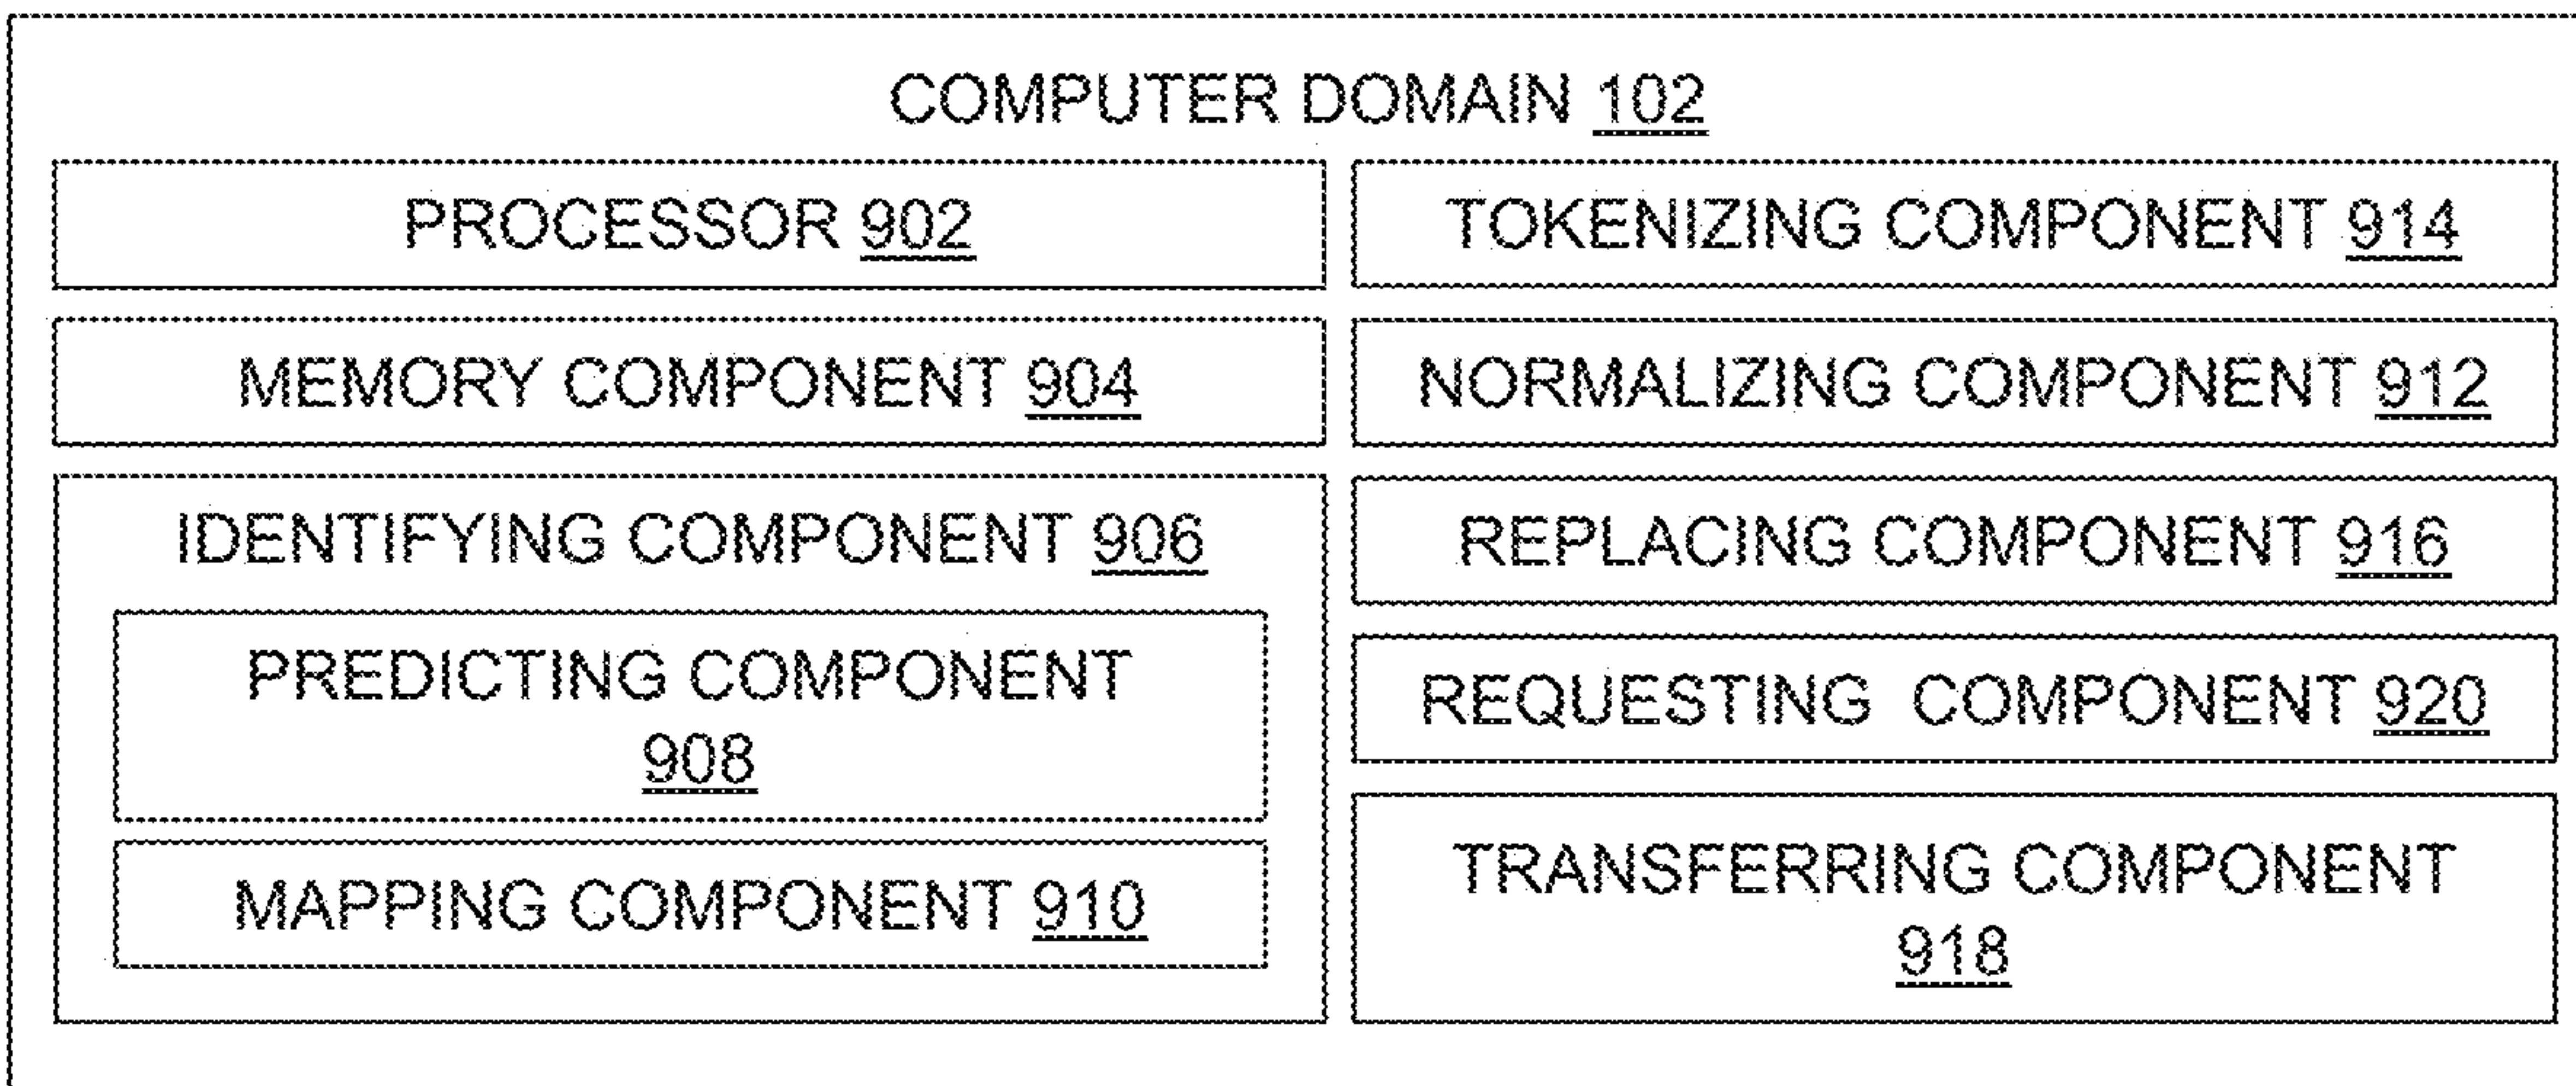 COMPUTER DOMAIN 102
PROCESSOR 902
MEMORY COMPONENT 904
IDENTIFYING COMPONENT 906
PREDICTING COMPONENT
908
MAPPING COMPONENT 910
TOKENIZING COMPONENT 914
NORMALIZING COMPONENT 912
REPLACING COMPONENT 916
REQUESTING COMPONENT 920
TRANSFERRING COMPONENT
918